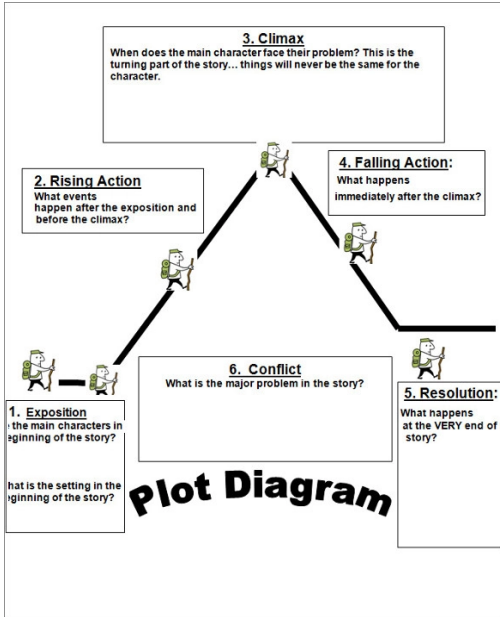 3. Climax
When does the main character face their problem? This is the
turning part of the story... things will never be the same for the
character.
2. Rising Action
What events
happen after the exposition and
before the climax?
4. Falling Action:
What happens
immediately after the climax?
6. Conflict
What is the major problem in the story?
1. Exposition
the main characters in
eginning of the story?
hat is the setting in the
eginning of the story?
5. Resolution:
What happens
at the VERY end of
story?
Plot Diagram